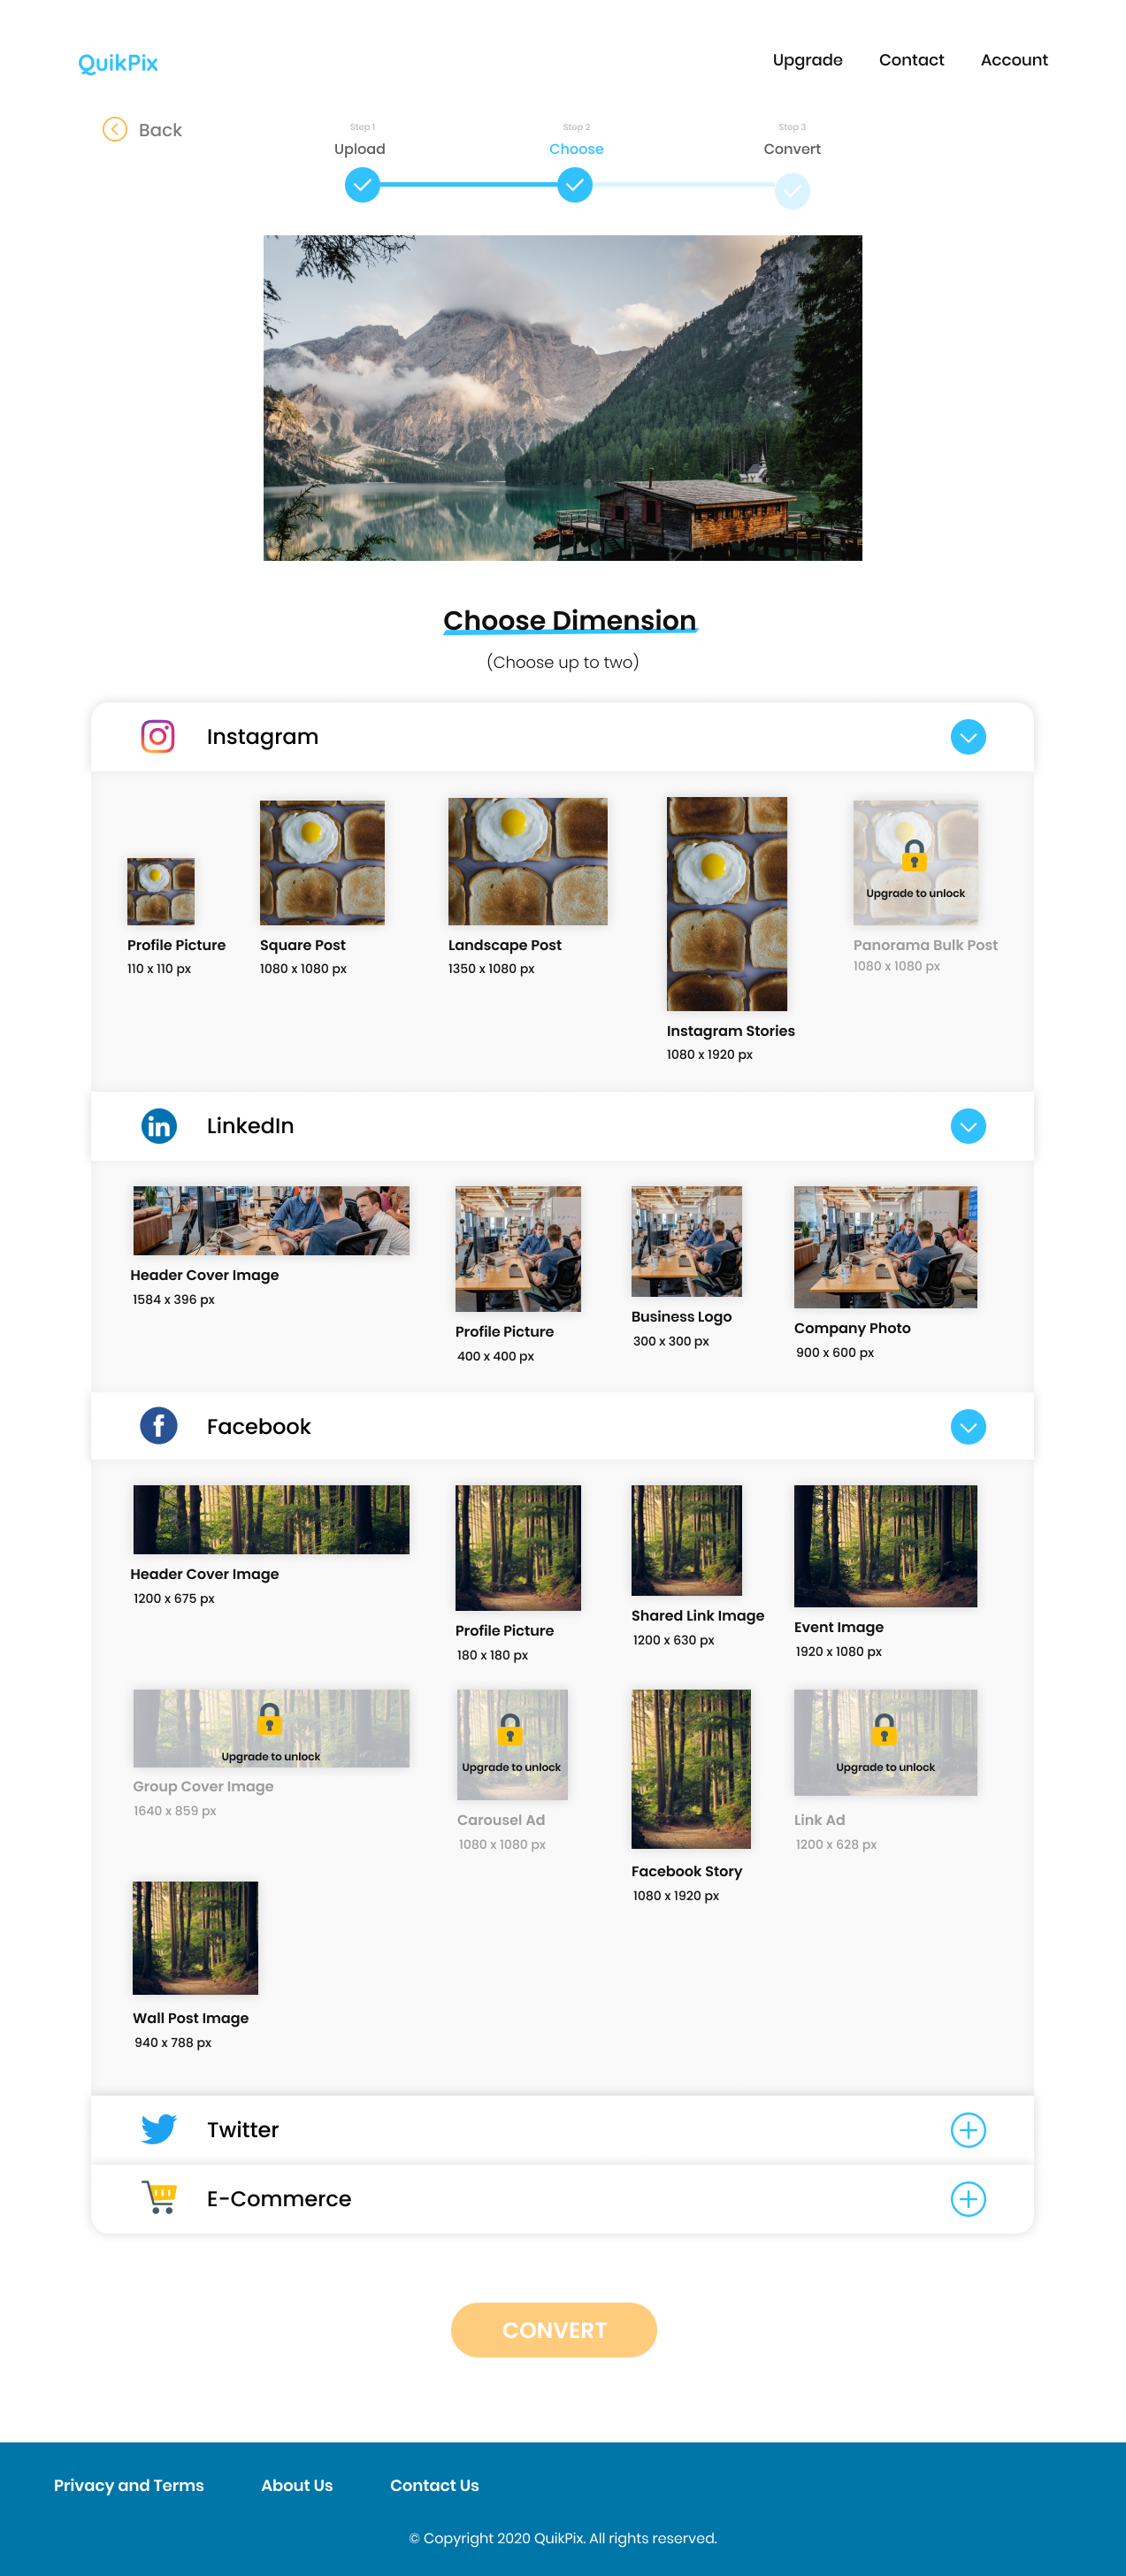 QuikPix
Upgrade Contact Account
Back
Step 1
Upload
Step 2
Choose
Step 3
Convert
Choose Dimension
(Choose up to two)
Instagram
Profile Picture
110 x 110 px
Square Post
1080 x 1080 px
Landscape Post
1350 x 1080 px
Instagram Stories
1080 x 1920 px
Upgrade to unlock
Panorama Bulk Post
1080 x 1080 px
LinkedIn
Header Cover Image
1584 x 396 px
Profile Picture
400 x 400 px
Business Logo
300 x 300 px
Company Photo
900 x 600 px
Facebook
Header Cover Image
1200 x 675 px
Profile Picture
180 x 180 px
Shared Link Image
1200 x 630 px
Event Image
1920 x 1080 px
Upgrade to unlock
Group Cover Image
1640 x 859 px
Upgrade to unlock
Carousel Ad
1080 x 1080 px
Facebook Story
1080 x 1920 px
Upgrade to unlock
Link Ad
1200 x 628 px
Wall Post Image
940 x 788 px
Twitter
E-Commerce
CONVERT
Privacy and Terms About Us Contact Us
© Copyright 2020 QuikPix. All rights reserved.